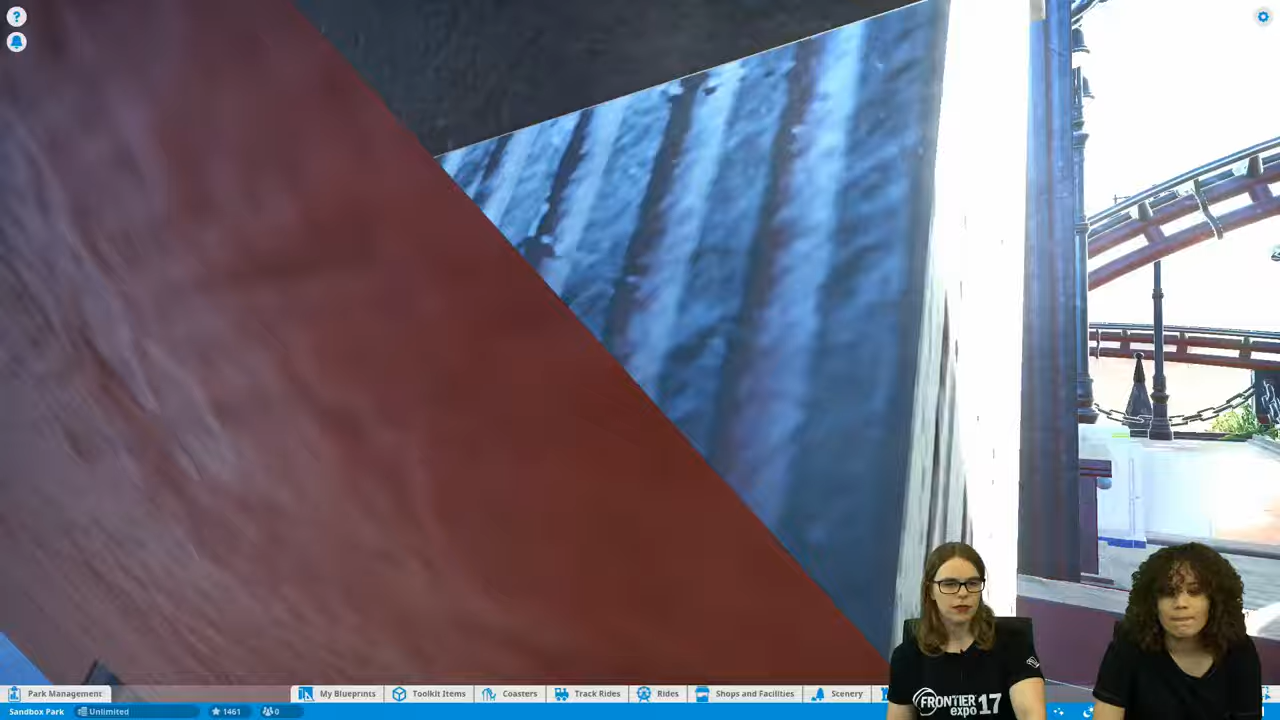 ?
Park Management
My Blueprints
Toolkit Items
Coasters
Track Rides
Rides
Shops and Facilities
Scenery
Sandbox Park
Unlimited
1461
0
FRONTIER
expo 17